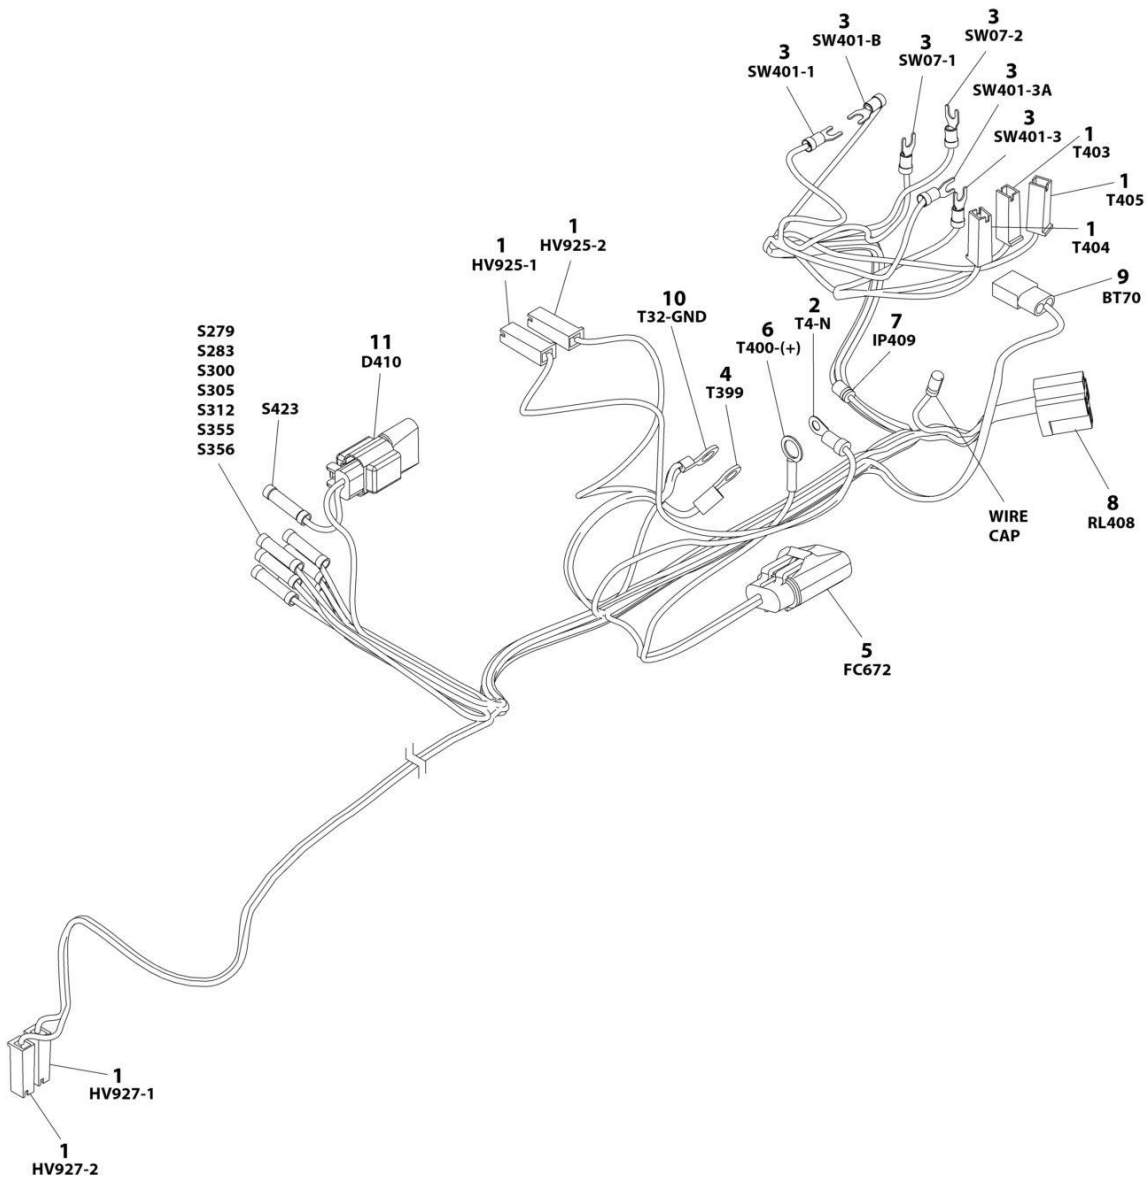 3
SW401-B
3
SW07-2
3
SW401-1
3
SW07-1
3
SW401-3A
3
SW401-3
1
T403
1
T405
1
T404
1
HV925-2
1
HV925-1
9
BT70
10
T32-GND
6
T400-(+)
2
T4-N
7
IP409
4
T399
S279
S283
S300
S305
S312
S355
S356
S423
11
D410
WIRE
CAP
8
RL408
5
FC672
1
HV927-1
1
HV927-2